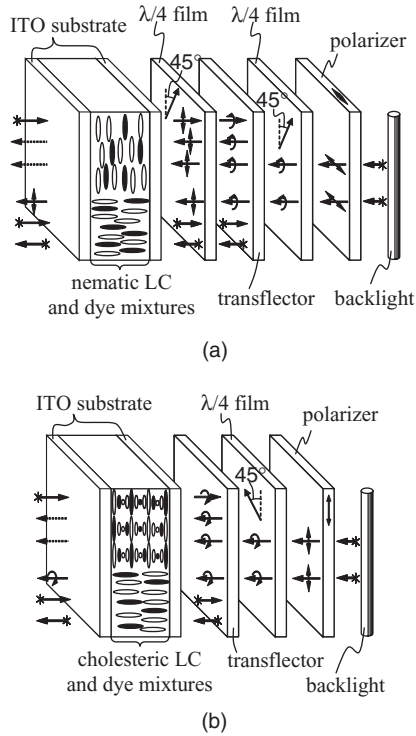 ITO substrate
λ/4 film
λ/4 film
polarizer
45°
45°
nematic LC
and dye mixtures
transflector
backlight
(a)
ITO substrate
λ/4 film
polarizer
45°
cholesteric LC
and dye mixtures
transflector
backlight
(b)